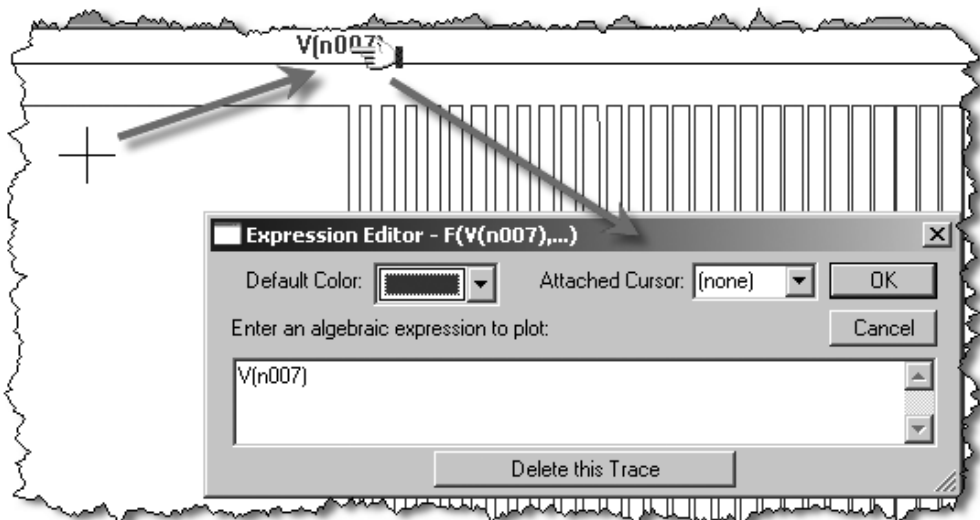 V(n007)
Expression Editor - F(V(n007),...)
Default Color:
Attached Cursor: (none)
OK
Enter an algebraic expression to plot:
Cancel
V(n007)
Delete this Trace